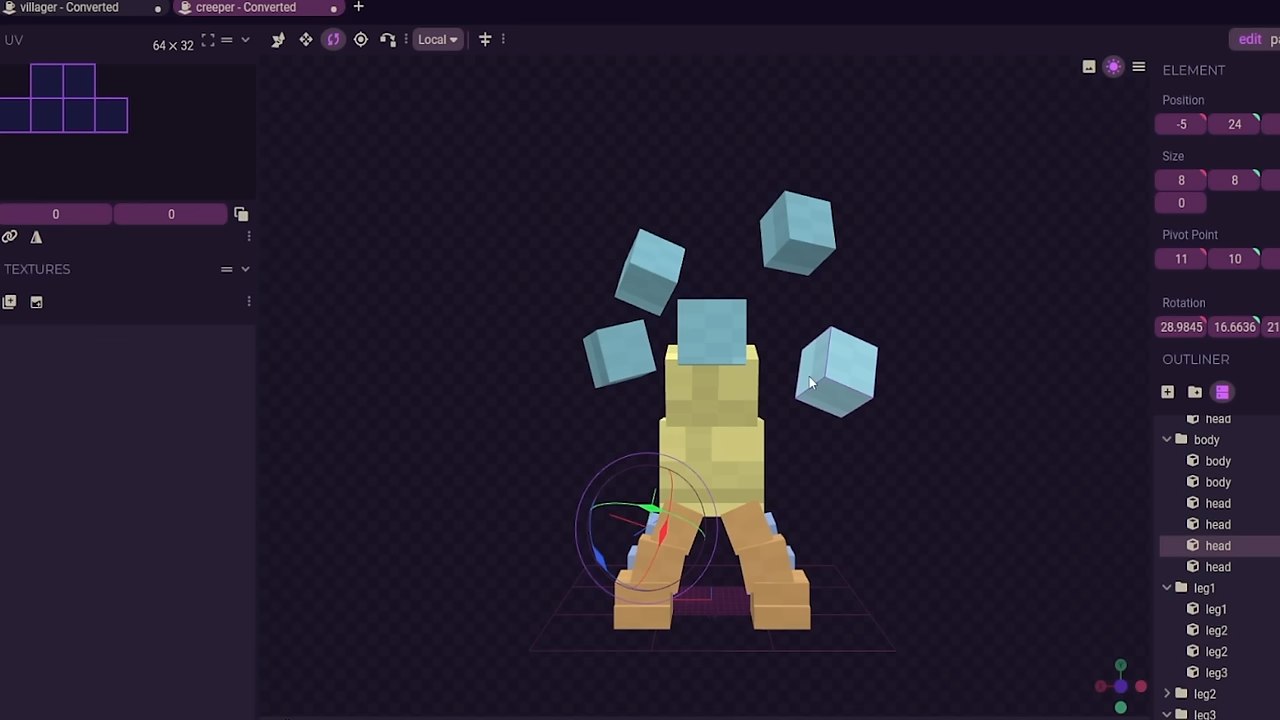 villager - Converted
creeper - Converted
UV
64 × 32
Local
edit
0 0
TEXTURES
ELEMENT
Position
-5 24
Size
8 8
0
Pivot Point
11 10
Rotation
28.9845 16.6636 21
OUTLINER
head
body
body
body
head
head
head
head
leg1
leg1
leg2
leg2
leg3
leg2
leg3